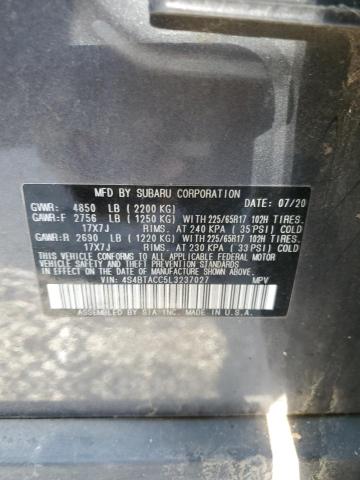 MFD BY SUBARU CORPORATION DATE: 07/20
GVWR: 4850 LB (2200 KG)
GAWR:F 2756 LB (1250 KG) WITH 225/65R17 102H TIRES,
17X7J RIMS, AT 240 KPA (35 PSI) COLD
GAWR:R 2690 LB (1220 KG) WITH 225/65R17 102H TIRES,
17X7J RIMS, AT 230 KPA (33 PSI) COLD
THIS VEHICLE CONFORMS TO ALL APPLICABLE FEDERAL MOTOR
VEHICLE SAFETY AND THEFT PREVENTION STANDARDS IN EFFECT ON THE
DATE OF MANUFACTURE SHOWN ABOVE.
VIN: 4S4BTACC5L3237027 MPV
ASSEMBLED BY SIA, INC. MADE IN U.S.A.